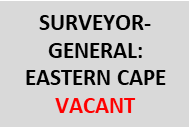 SURVEYOR-
GENERAL:
EASTERN CAPE
VACANT